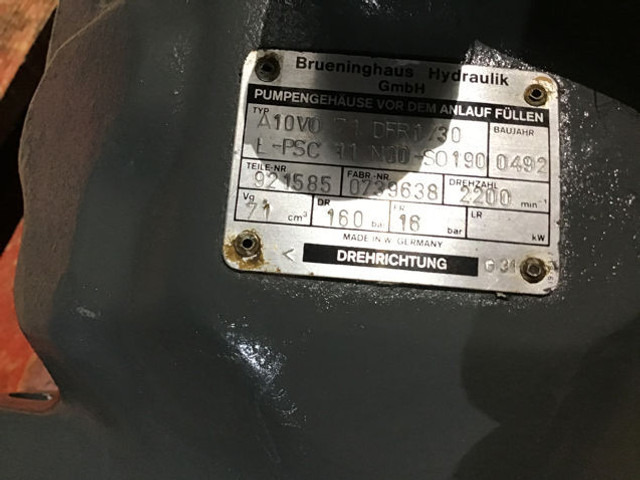 Brueninghaus Hydraulik
GmbH
PUMPENGEHÄUSE VOR DEM ANLAUF FÜLLEN
TYP
A10VO 71 DFR1/30
L-PSC 11 N00-SO190
BAUJAHR
0492
TEILE-NR FABR.-NR. DREHZAHL
921585 0739638 2200 min⁻¹
Vg DR FR LR
71 cm³ 160 bar 16 bar kW
MADE IN W. GERMANY
< DREHRICHTUNG G 31